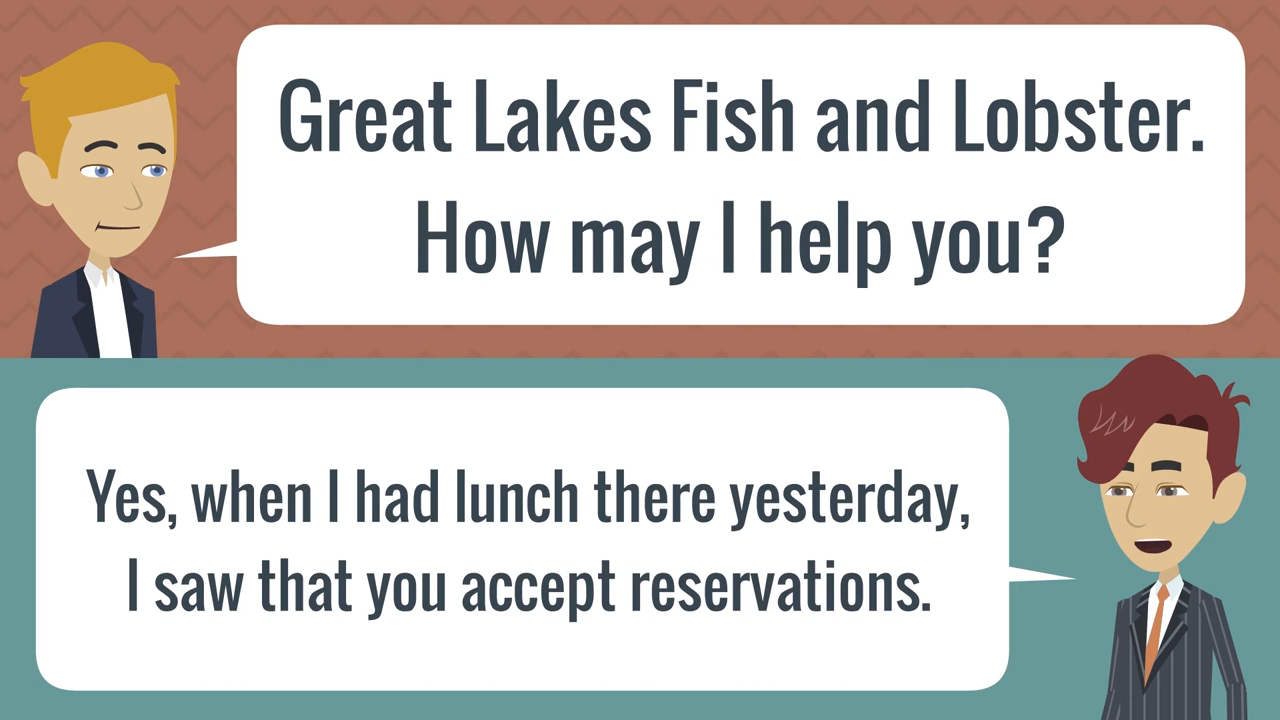 Great Lakes Fish and Lobster.
How may I help you?
Yes, when I had lunch there yesterday,
I saw that you accept reservations.